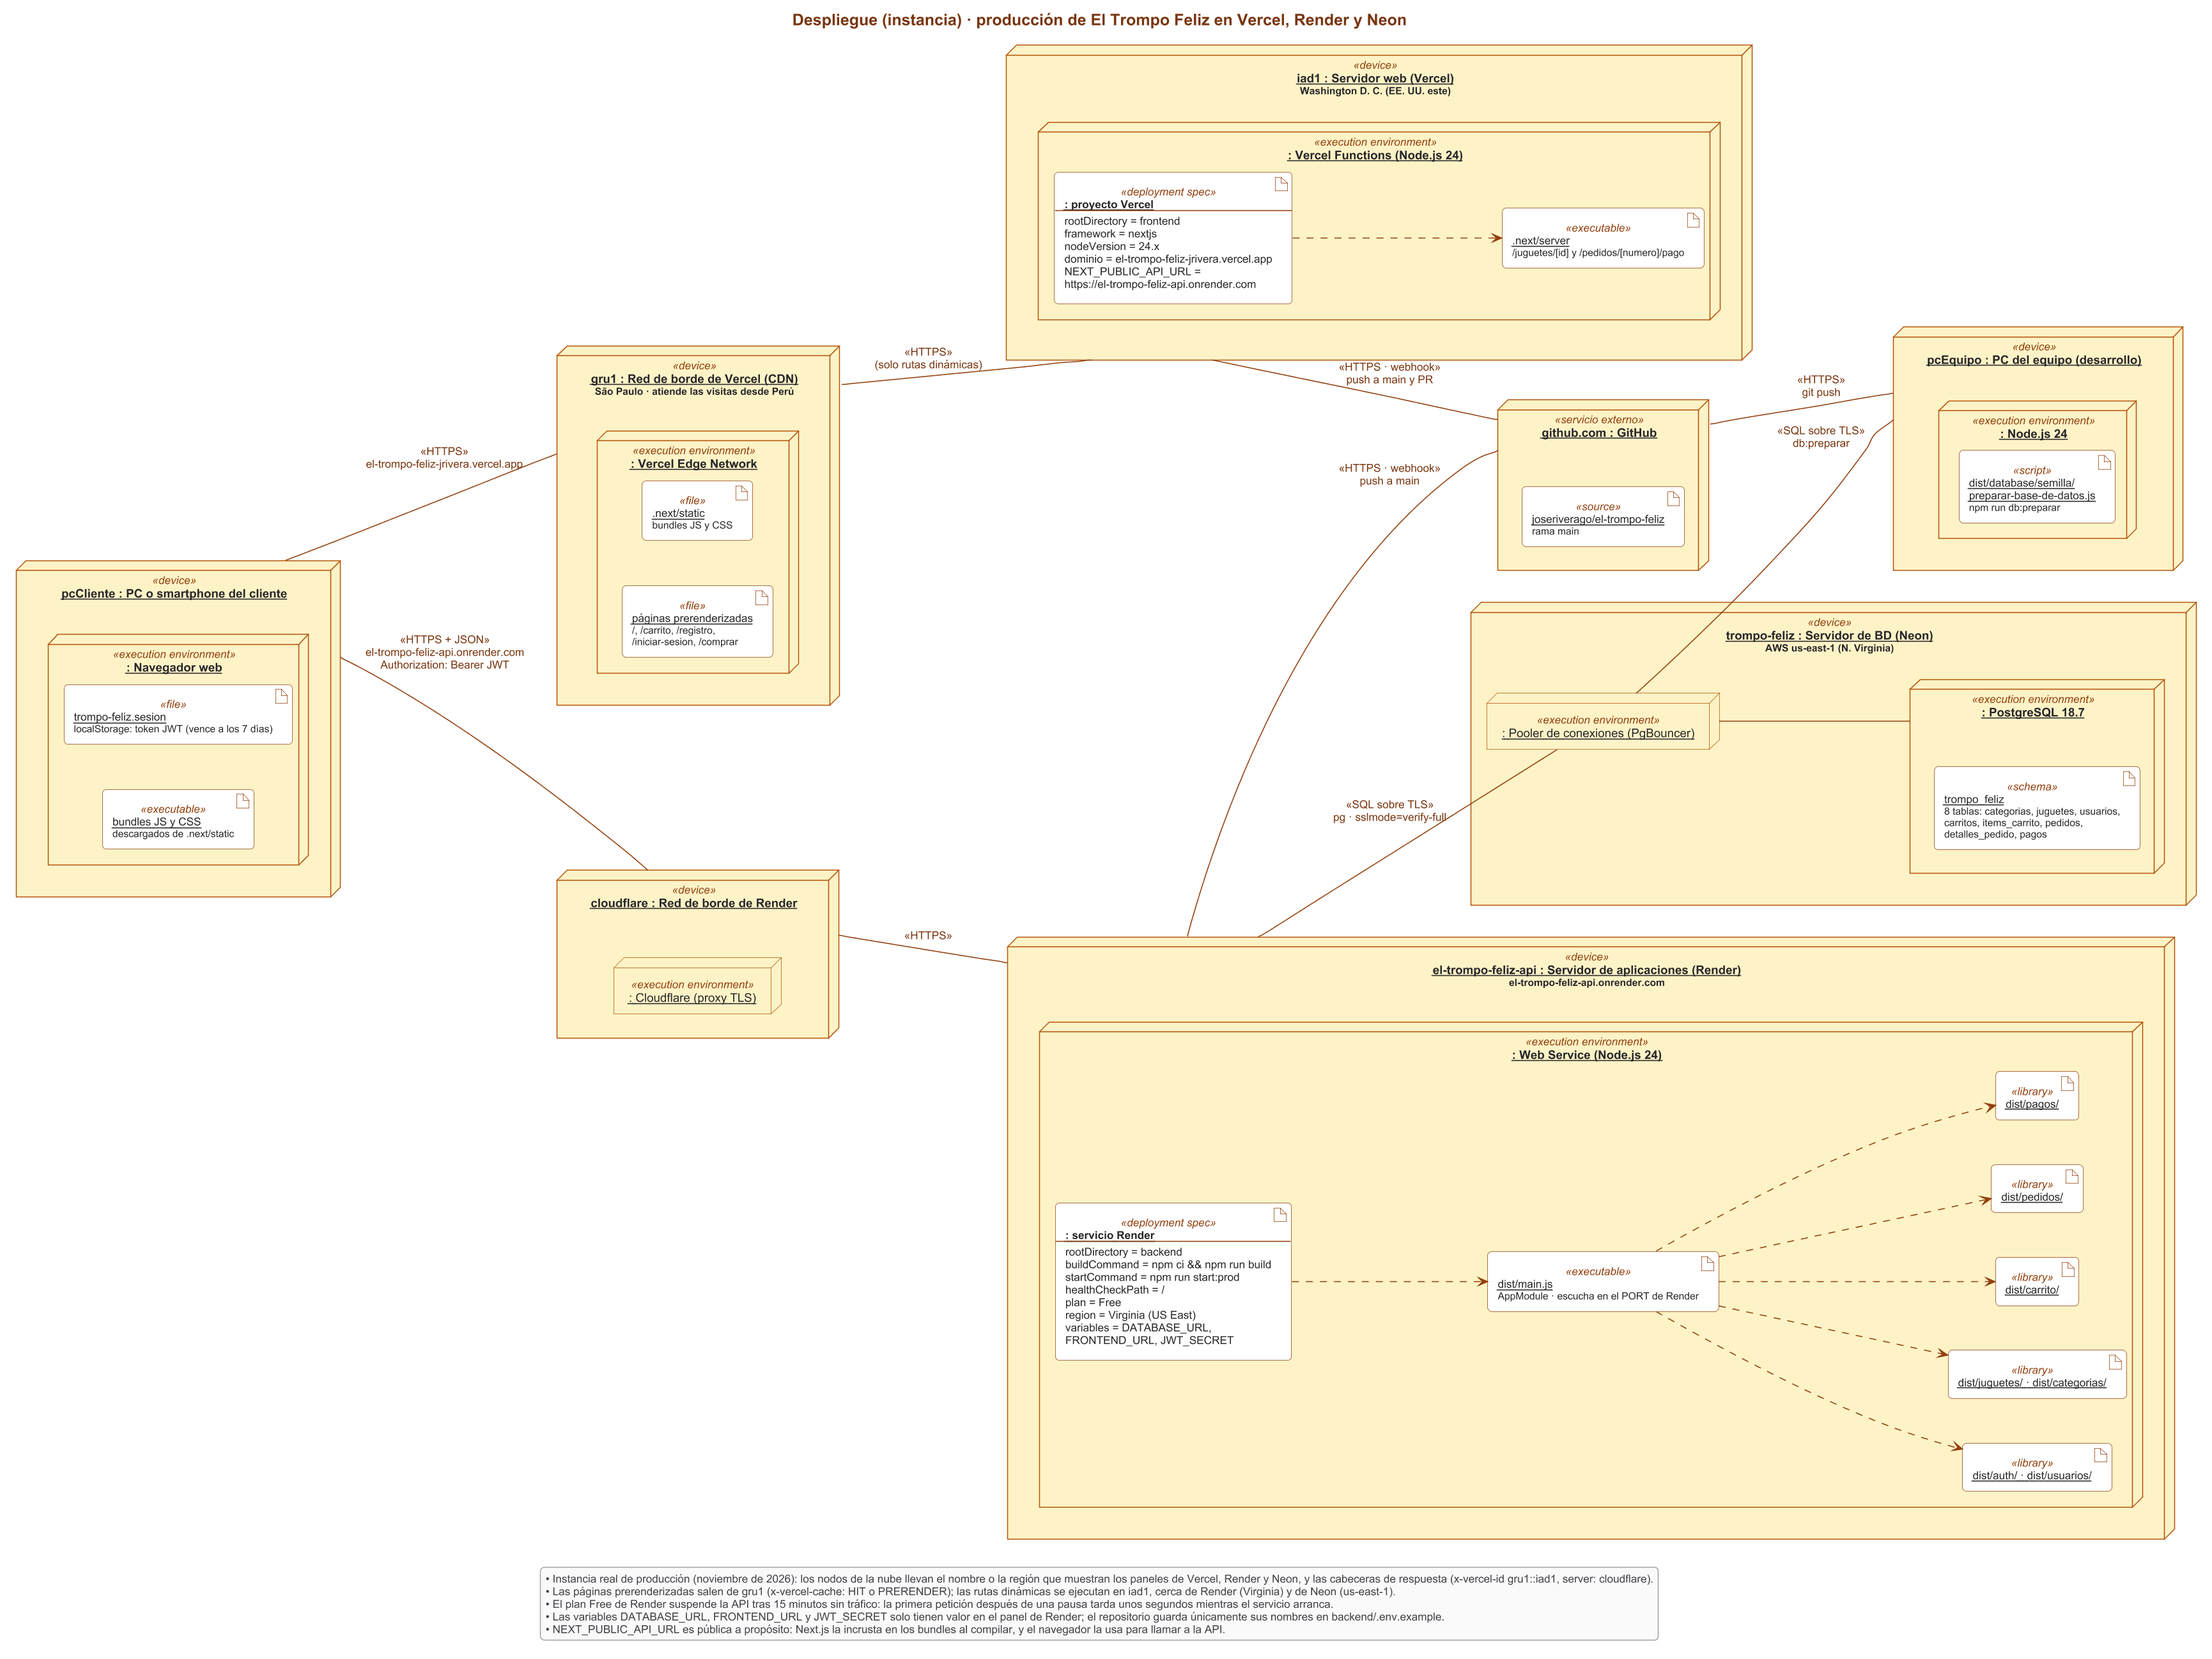 Despliegue (instancia) · producción de El Trompo Feliz en Vercel, Render y Neon
«device»
iad1 : Servidor web (Vercel)
Washington D. C. (EE. UU. este)
«execution environment»
: Vercel Functions (Node.js 24)
«deployment spec»
: proyecto Vercel
rootDirectory = frontend
framework = nextjs
nodeVersion = 24.x
dominio = el-trompo-feliz-jrivera.vercel.app
NEXT_PUBLIC_API_URL =
https://el-trompo-feliz-api.onrender.com
«executable»
.next/server
/juguetes/[id] y /pedidos/[numero]/pago
«HTTPS»
(solo rutas dinámicas)
«HTTPS · webhook»
push a main y PR
«device»
gru1 : Red de borde de Vercel (CDN)
São Paulo · atiende las visitas desde Perú
«execution environment»
: Vercel Edge Network
«file»
.next/static
bundles JS y CSS
«file»
páginas prerenderizadas
/, /carrito, /registro,
/iniciar-sesion, /comprar
«HTTPS»
el-trompo-feliz-jrivera.vercel.app
«device»
pcEquipo : PC del equipo (desarrollo)
«execution environment»
: Node.js 24
«script»
dist/database/semilla/
preparar-base-de-datos.js
npm run db:preparar
«HTTPS»
git push
«SQL sobre TLS»
db:preparar
«servicio externo»
github.com : GitHub
«source»
joseriverago/el-trompo-feliz
rama main
«HTTPS · webhook»
push a main
«device»
pcCliente : PC o smartphone del cliente
«execution environment»
: Navegador web
«file»
trompo-feliz.sesion
localStorage: token JWT (vence a los 7 días)
«executable»
bundles JS y CSS
descargados de .next/static
«HTTPS + JSON»
el-trompo-feliz-api.onrender.com
Authorization: Bearer JWT
«device»
trompo-feliz : Servidor de BD (Neon)
AWS us-east-1 (N. Virginia)
«execution environment»
: Pooler de conexiones (PgBouncer)
«execution environment»
: PostgreSQL 18.7
«schema»
trompo_feliz
8 tablas: categorias, juguetes, usuarios,
carritos, items_carrito, pedidos,
detalles_pedido, pagos
«SQL sobre TLS»
pg · sslmode=verify-full
«device»
cloudflare : Red de borde de Render
«execution environment»
: Cloudflare (proxy TLS)
«HTTPS»
«device»
el-trompo-feliz-api : Servidor de aplicaciones (Render)
el-trompo-feliz-api.onrender.com
«execution environment»
: Web Service (Node.js 24)
«deployment spec»
: servicio Render
rootDirectory = backend
buildCommand = npm ci && npm run build
startCommand = npm run start:prod
healthCheckPath = /
plan = Free
region = Virginia (US East)
variables = DATABASE_URL,
FRONTEND_URL, JWT_SECRET
«executable»
dist/main.js
AppModule · escucha en el PORT de Render
«library»
dist/pagos/
«library»
dist/pedidos/
«library»
dist/carrito/
«library»
dist/juguetes/ · dist/categorias/
«library»
dist/auth/ · dist/usuarios/
• Instancia real de producción (noviembre de 2026): los nodos de la nube llevan el nombre o la región que muestran los paneles de Vercel, Render y Neon, y las cabeceras de respuesta (x-vercel-id gru1::iad1, server: cloudflare).
• Las páginas prerenderizadas salen de gru1 (x-vercel-cache: HIT o PRERENDER); las rutas dinámicas se ejecutan en iad1, cerca de Render (Virginia) y de Neon (us-east-1).
• El plan Free de Render suspende la API tras 15 minutos sin tráfico: la primera petición después de una pausa tarda unos segundos mientras el servicio arranca.
• Las variables DATABASE_URL, FRONTEND_URL y JWT_SECRET solo tienen valor en el panel de Render; el repositorio guarda únicamente sus nombres en backend/.env.example.
• NEXT_PUBLIC_API_URL es pública a propósito: Next.js la incrusta en los bundles al compilar, y el navegador la usa para llamar a la API.